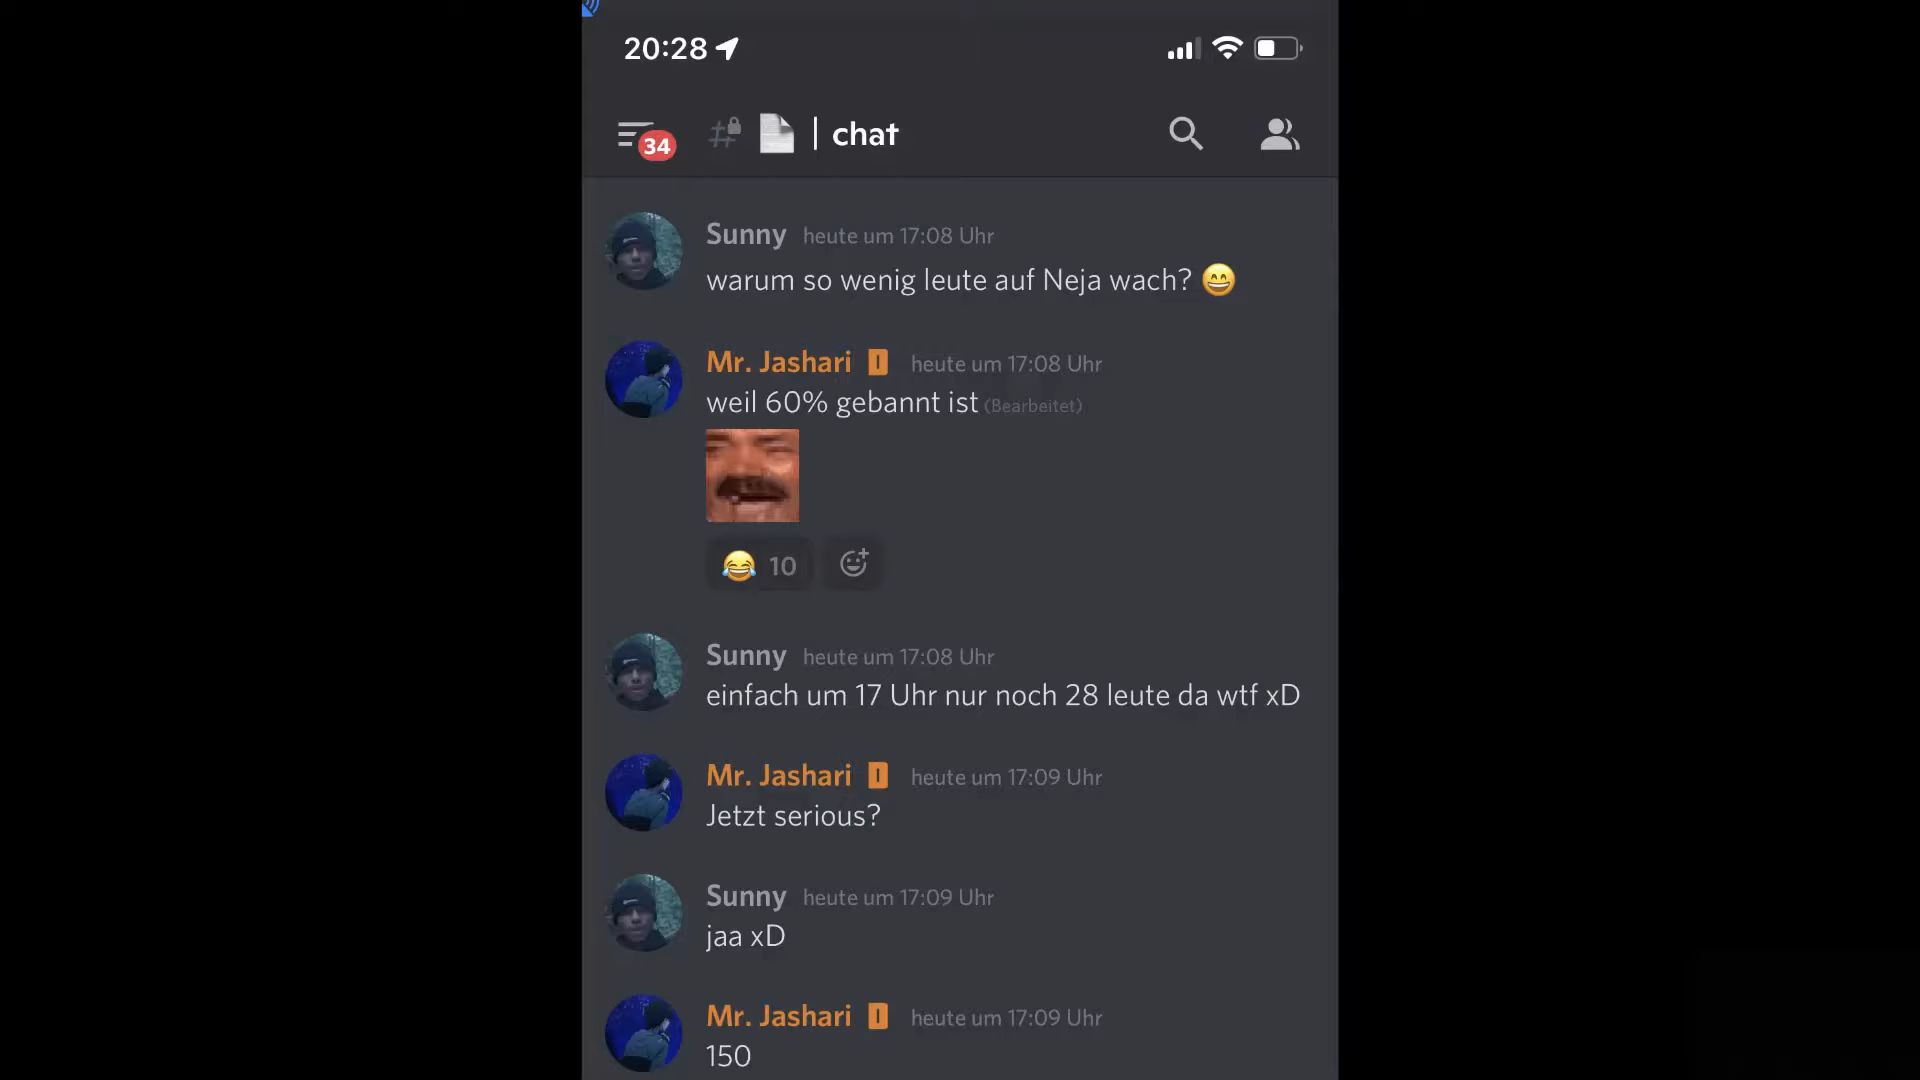 20:28
34
| chat
Sunny heute um 17:08 Uhr
warum so wenig leute auf Neja wach? 😄
Mr. Jashari heute um 17:08 Uhr
weil 60% gebannt ist (Bearbeitet)
😂 10
Sunny heute um 17:08 Uhr
einfach um 17 Uhr nur noch 28 leute da wtf xD
Mr. Jashari heute um 17:09 Uhr
Jetzt serious?
Sunny heute um 17:09 Uhr
jaa xD
Mr. Jashari heute um 17:09 Uhr
150